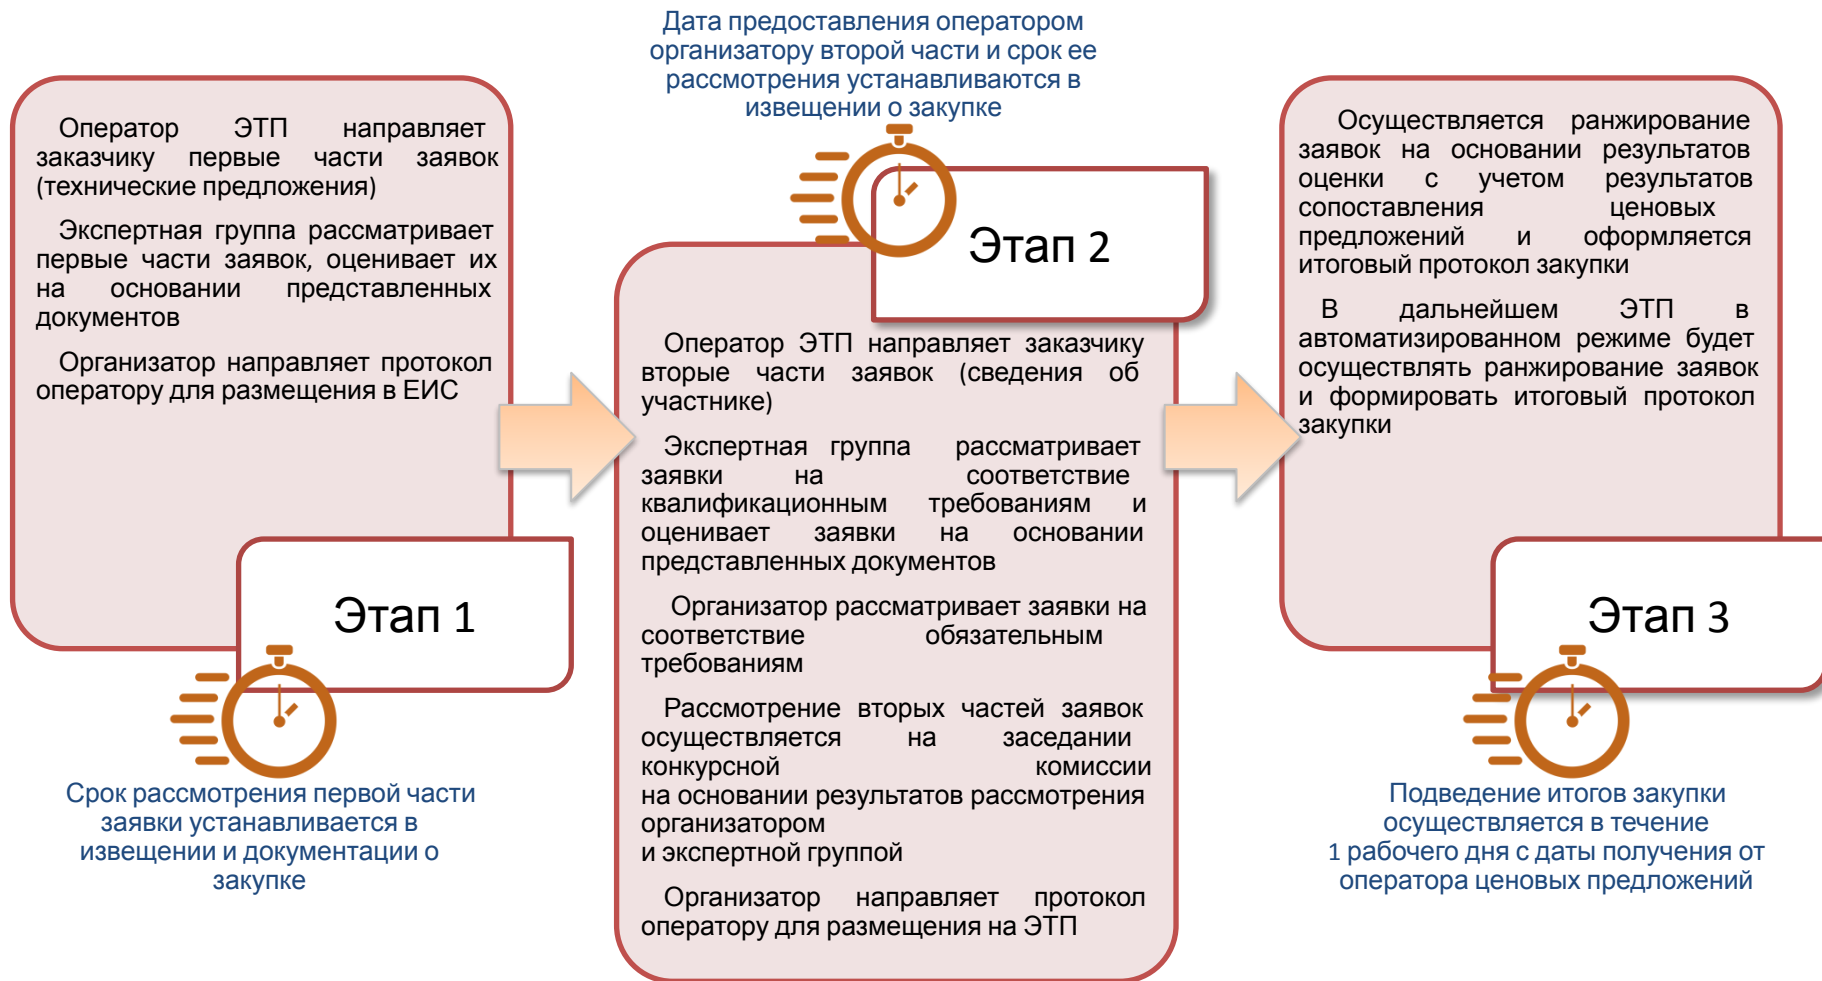 Оператор ЭТП направляет
заказчику первые части заявок
(технические предложения)
Экспертная группа рассматривает
первые части заявок, оценивает их
на основании представленных
документов
Организатор направляет протокол
оператору для размещения в ЕИС
Этап 1
Срок рассмотрения первой части
заявки устанавливается в
извещении и документации о
закупке
Дата предоставления оператором
организатору второй части и срок ее
рассмотрения устанавливаются в
извещении о закупке
Этап 2
Оператор ЭТП направляет заказчику
вторые части заявок (сведения об
участнике)
Экспертная группа рассматривает
заявки на соответствие
квалификационным требованиям и
оценивает заявки на основании
представленных документов
Организатор рассматривает заявки на
соответствие обязательным
требованиям
Рассмотрение вторых частей заявок
осуществляется на заседании
конкурсной комиссии
на основании результатов рассмотрения
организатором
и экспертной группой
Организатор направляет протокол
оператору для размещения на ЭТП
Осуществляется ранжирование
заявок на основании результатов
оценки с учетом результатов
сопоставления ценовых
предложений и оформляется
итоговый протокол закупки
В дальнейшем ЭТП в
автоматизированном режиме будет
осуществлять ранжирование заявок
и формировать итоговый протокол
закупки
Этап 3
Подведение итогов закупки
осуществляется в течение
1 рабочего дня с даты получения от
оператора ценовых предложений